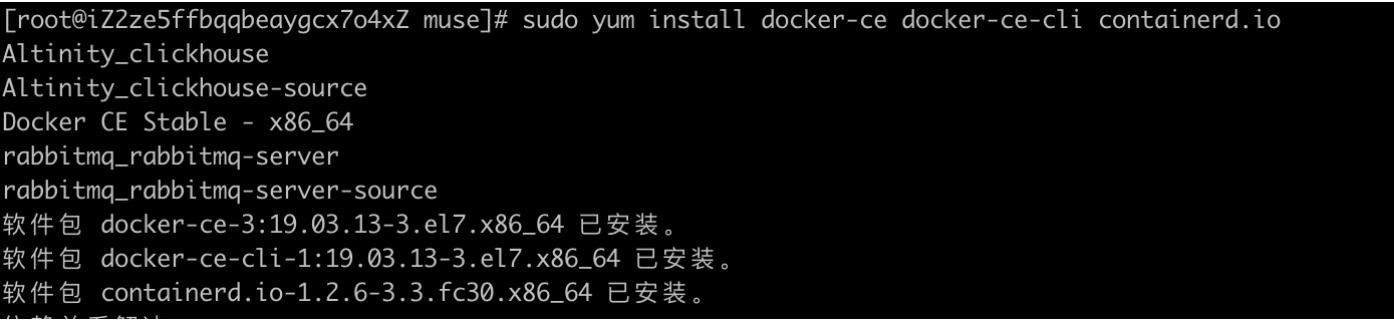 [root@iZ2ze5ffbqqbeaygcx7o4xZ muse]# sudo yum install docker-ce docker-ce-cli containerd.io
Altinity_clickhouse
Altinity_clickhouse-source
Docker CE Stable - x86_64
rabbitmq_rabbitmq-server
rabbitmq_rabbitmq-server-source
软件包 docker-ce-3:19.03.13-3.el7.x86_64 已安装。
软件包 docker-ce-cli-1:19.03.13-3.el7.x86_64 已安装。
软件包 containerd.io-1.2.6-3.3.fc30.x86_64 已安装。